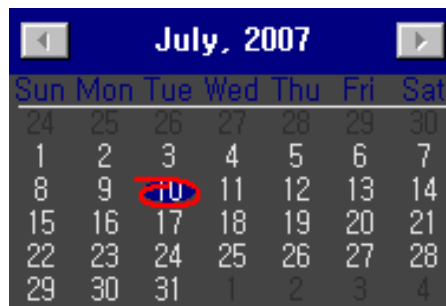 July, 2007
Sun Mon Tue Wed Thu Fri Sat
24 25 26 27 28 29 30
1 2 3 4 5 6 7
8 9 10 11 12 13 14
15 16 17 18 19 20 21
22 23 24 25 26 27 28
29 30 31 1 2 3 4